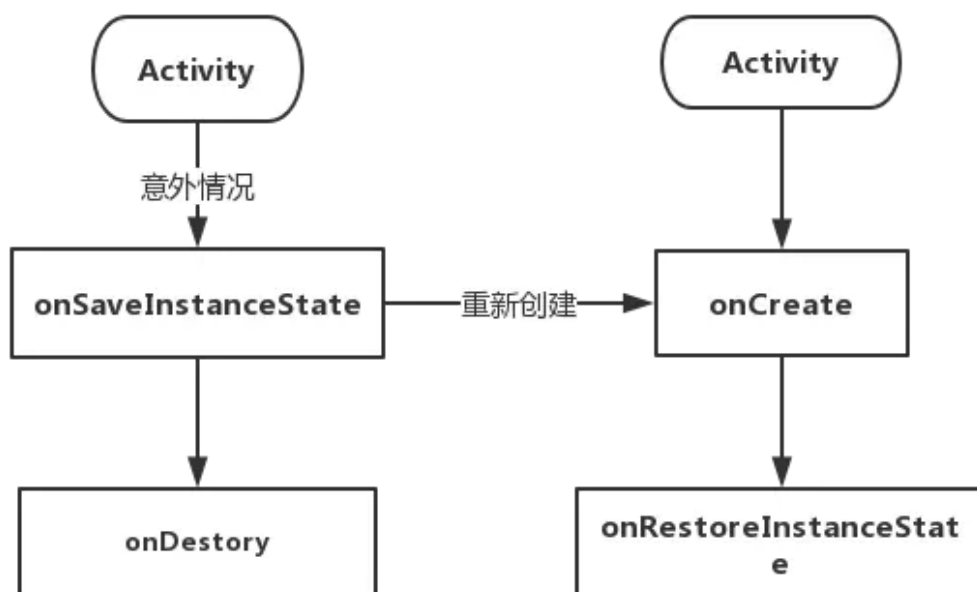 Activity
Activity
意外情况
onSaveInstanceState
重新创建
onCreate
onDestory
onRestoreInstanceStat
e